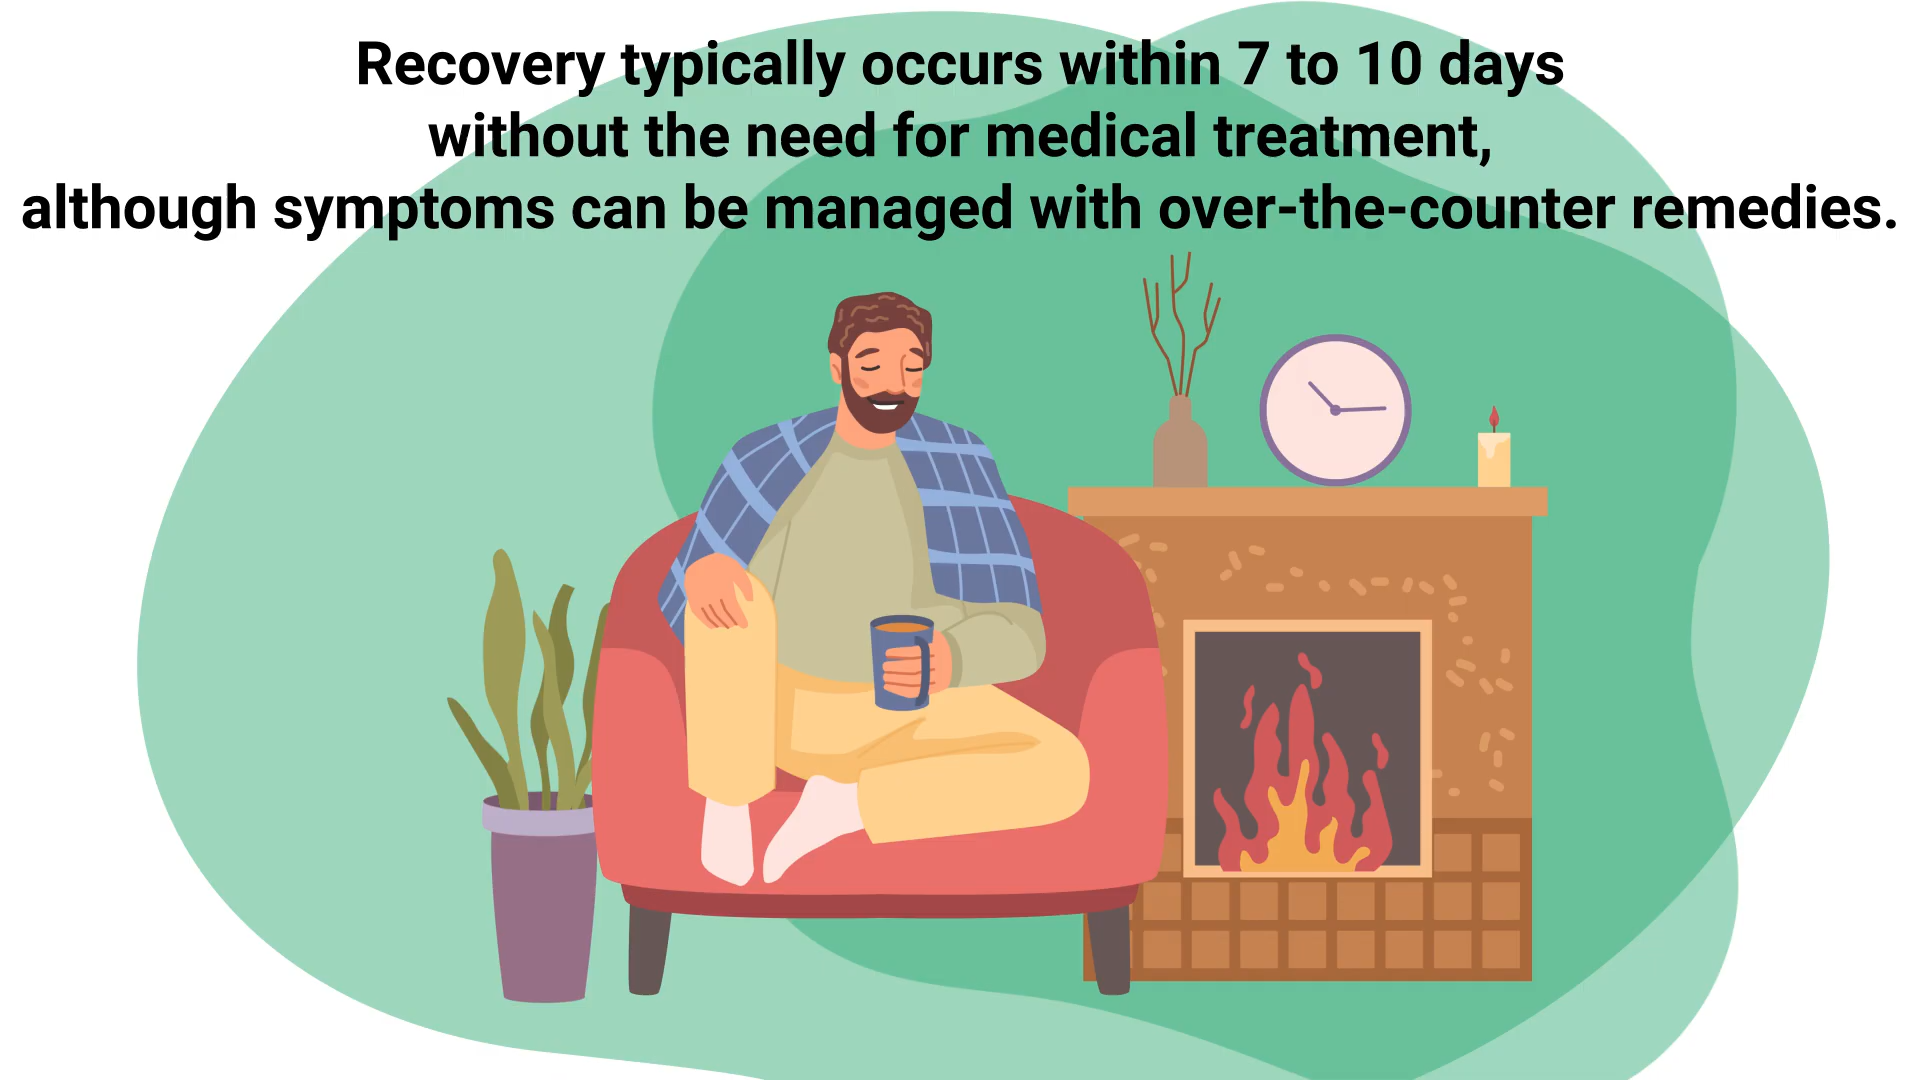 Recovery typically occurs within 7 to 10 days
without the need for medical treatment,
although symptoms can be managed with over-the-counter remedies.